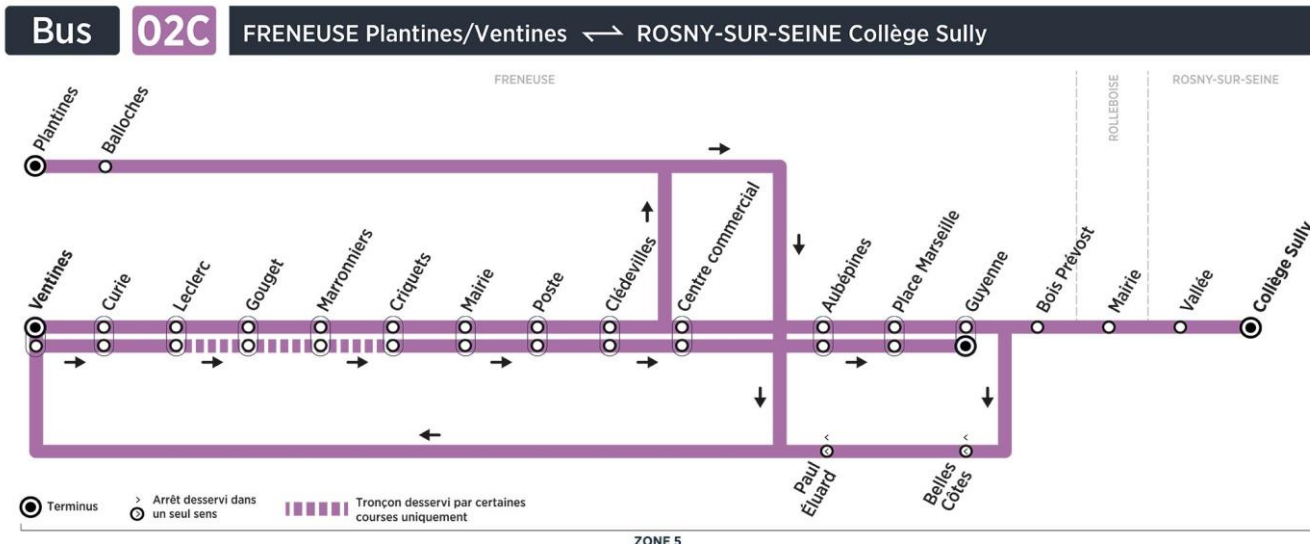 Bus 02C FRENEUSE Plantines/Ventines ROSNY-SUR-SEINE Collège Sully
FRENEUSE
ROLLEBOISE
ROSNY-SUR-SEINE
Plantines
Balloches
Ventines
Curie
Leclerc
Gouget
Marronniers
Criquets
Mairie
Poste
Clédevilles
Centre commercial
Aubépines
Place Marseille
Guyenne
Bois Prévost
Mairie
Vallée
Collège Sully
Paul
Éluard
Belles
Côtes
Terminus
Arrêt desservi dans
un seul sens
Tronçon desservi par certaines
courses uniquement
ZONE 5